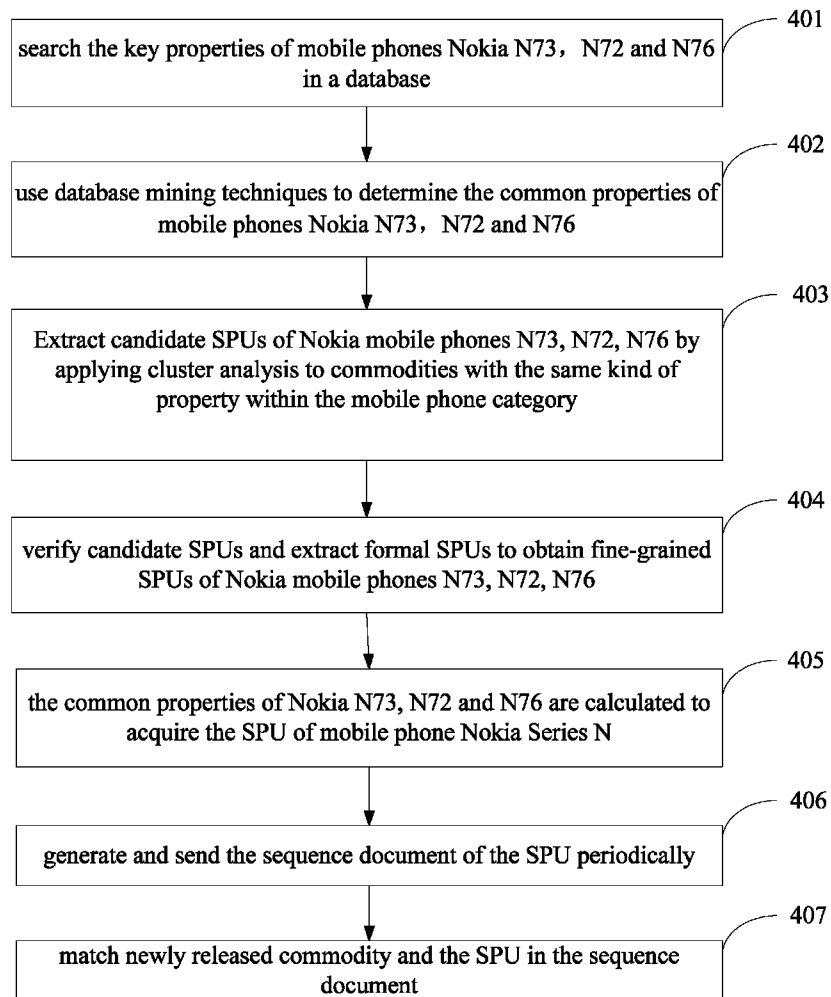 401
search the key properties of mobile phones Nokia N73，N72 and N76
in a database
402
use database mining techniques to determine the common properties of
mobile phones Nokia N73，N72 and N76
403
Extract candidate SPUs of Nokia mobile phones N73, N72, N76 by
applying cluster analysis to commodities with the same kind of
property within the mobile phone category
404
verify candidate SPUs and extract formal SPUs to obtain fine-grained
SPUs of Nokia mobile phones N73, N72, N76
405
the common properties of Nokia N73, N72 and N76 are calculated to
acquire the SPU of mobile phone Nokia Series N
406
generate and send the sequence document of the SPU periodically
407
match newly released commodity and the SPU in the sequence
document